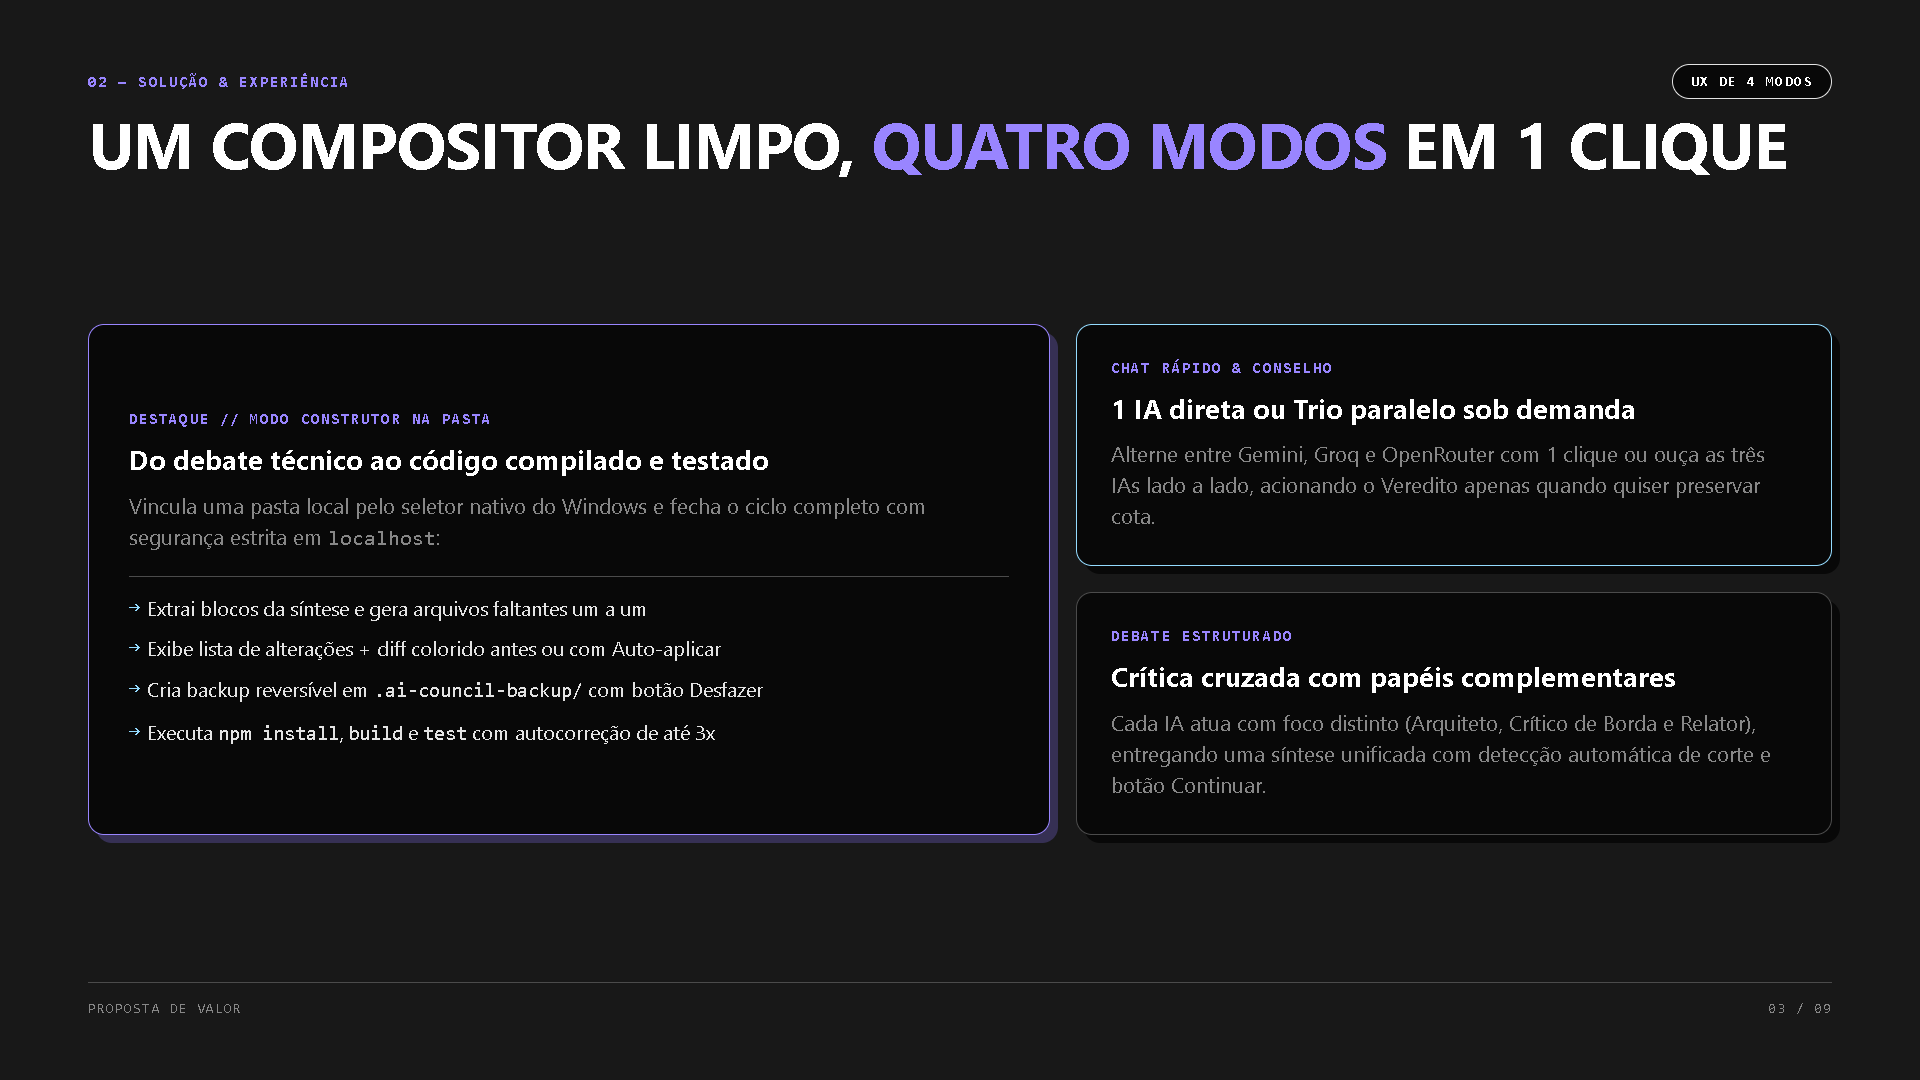 02 — SOLUÇÃO & EXPERIÊNCIA
UX DE 4 MODOS
UM COMPOSITOR LIMPO, QUATRO MODOS EM 1 CLIQUE
DESTAQUE // MODO CONSTRUTOR NA PASTA
Do debate técnico ao código compilado e testado
Vincula uma pasta local pelo seletor nativo do Windows e fecha o ciclo completo com
segurança estrita em localhost:
→ Extrai blocos da síntese e gera arquivos faltantes um a um
→ Exibe lista de alterações + diff colorido antes ou com Auto-aplicar
→ Cria backup reversível em .ai-council-backup/ com botão Desfazer
→ Executa npm install, build e test com autocorreção de até 3x
CHAT RÁPIDO & CONSELHO
1 IA direta ou Trio paralelo sob demanda
Alterne entre Gemini, Groq e OpenRouter com 1 clique ou ouça as três
IAs lado a lado, acionando o Veredito apenas quando quiser preservar
cota.
DEBATE ESTRUTURADO
Crítica cruzada com papéis complementares
Cada IA atua com foco distinto (Arquiteto, Crítico de Borda e Relator),
entregando uma síntese unificada com detecção automática de corte e
botão Continuar.
PROPOSTA DE VALOR
03 / 09